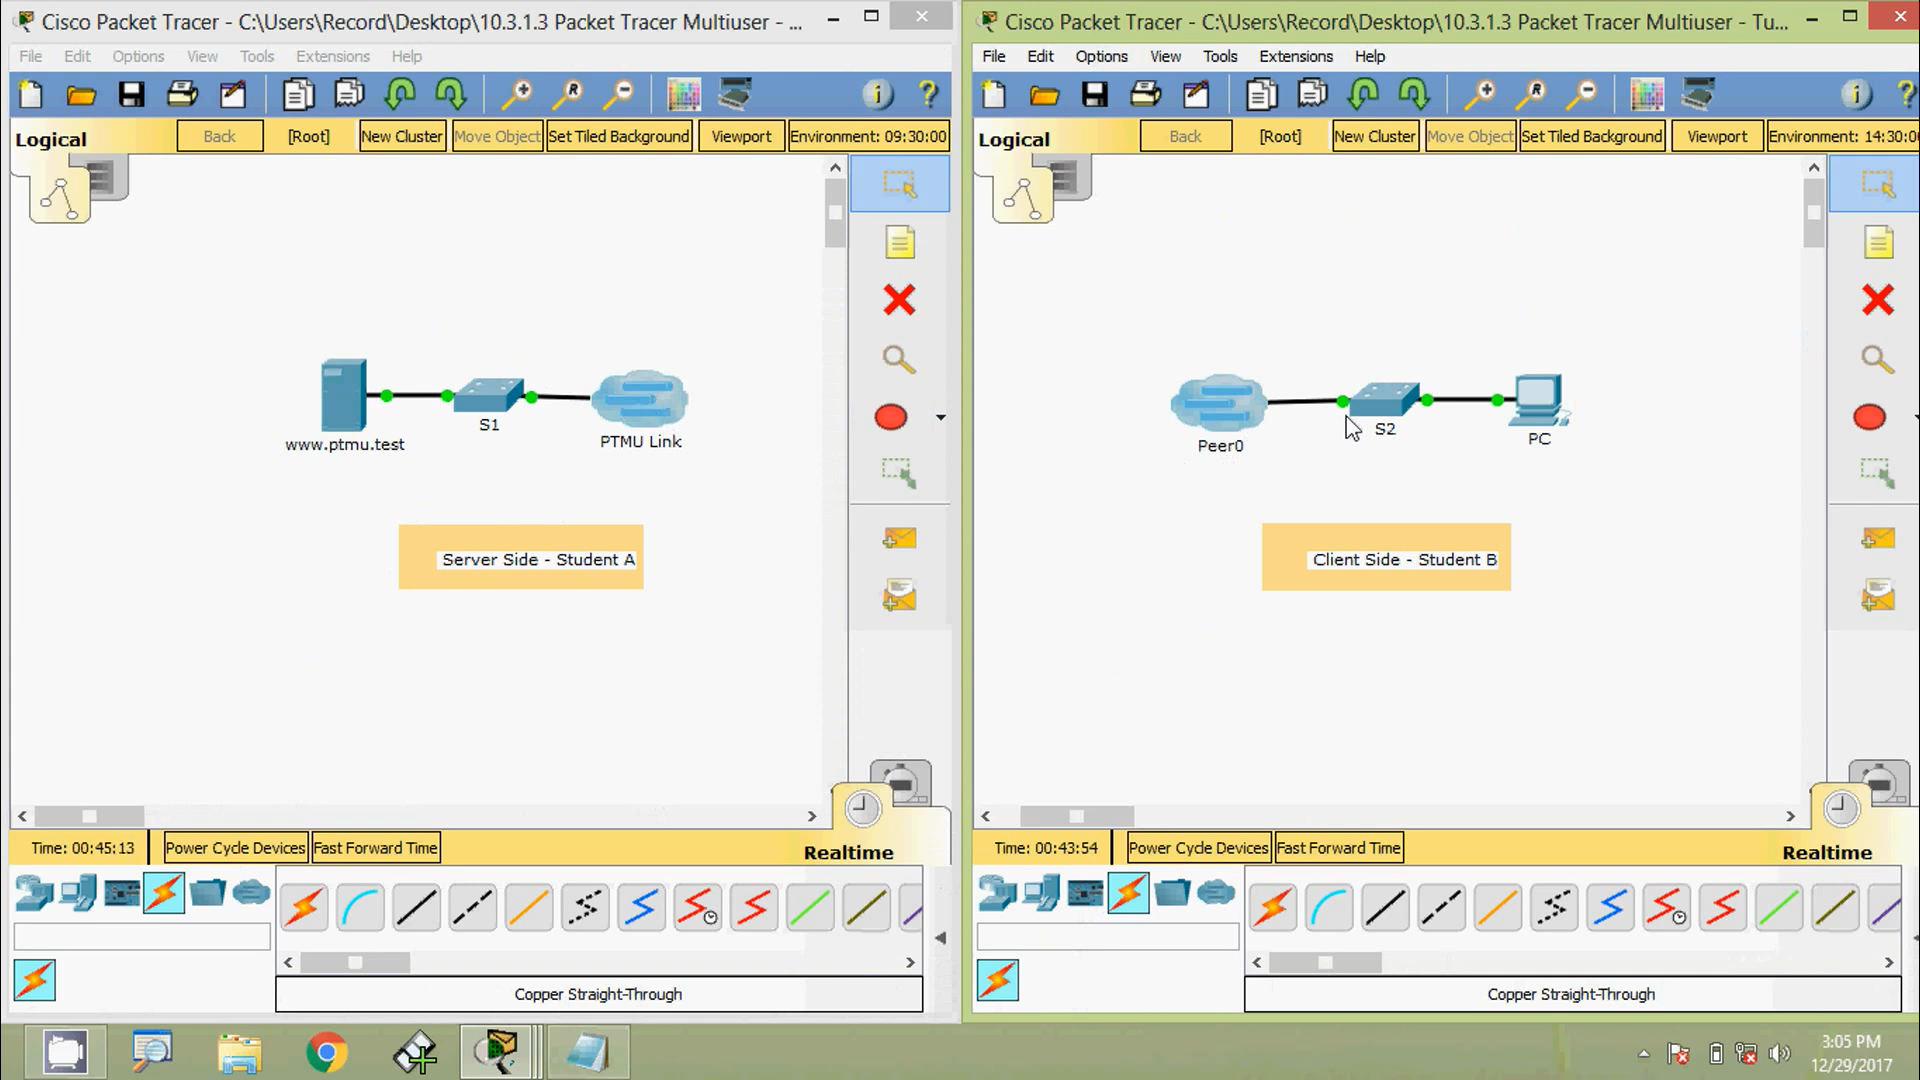 Cisco Packet Tracer - C:\Users\Record\Desktop\10.3.1.3 Packet Tracer Multiuser - ...
File Edit Options View Tools Extensions Help
Logical Back [Root] New Cluster Move Object Set Tiled Background Viewport Environment: 09:30:00
www.ptmu.test
S1
PTMU Link
Server Side - Student A
Time: 00:45:13 Power Cycle Devices Fast Forward Time Realtime
Copper Straight-Through
Cisco Packet Tracer - C:\Users\Record\Desktop\10.3.1.3 Packet Tracer Multiuser - Tu...
File Edit Options View Tools Extensions Help
Logical Back [Root] New Cluster Move Object Set Tiled Background Viewport Environment: 14:30:0
Peer0
S2
PC
Client Side - Student B
Time: 00:43:54 Power Cycle Devices Fast Forward Time Realtime
Copper Straight-Through
3:05 PM
12/29/2017